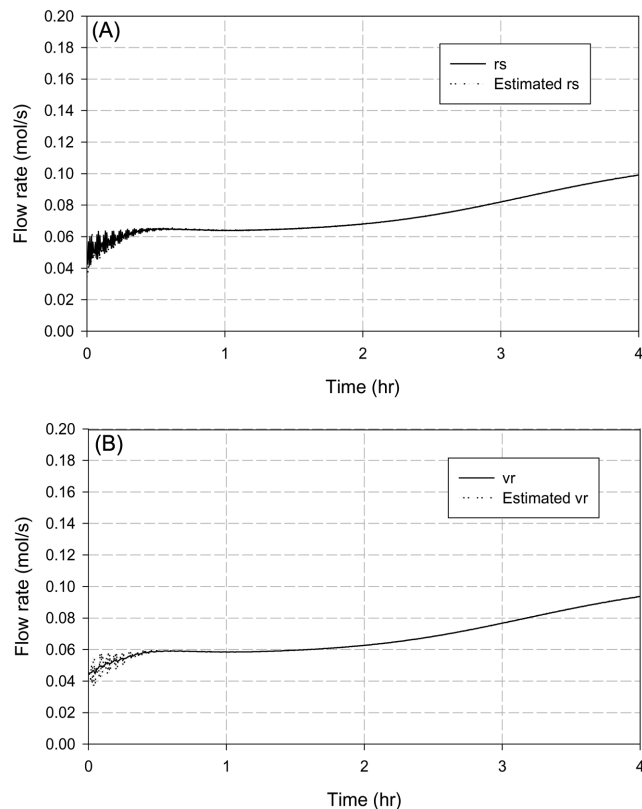 (A)
0.20
0.18
0.16
0.14
0.12
0.10
0.08
0.06
0.04
0.02
0.00
Flow rate (mol/s)
rs
Estimated rs
0 1 2 3 4
Time (hr)
(B)
0.20
0.18
0.16
0.14
0.12
0.10
0.08
0.06
0.04
0.02
0.00
Flow rate (mol/s)
vr
Estimated vr
0 1 2 3 4
Time (hr)